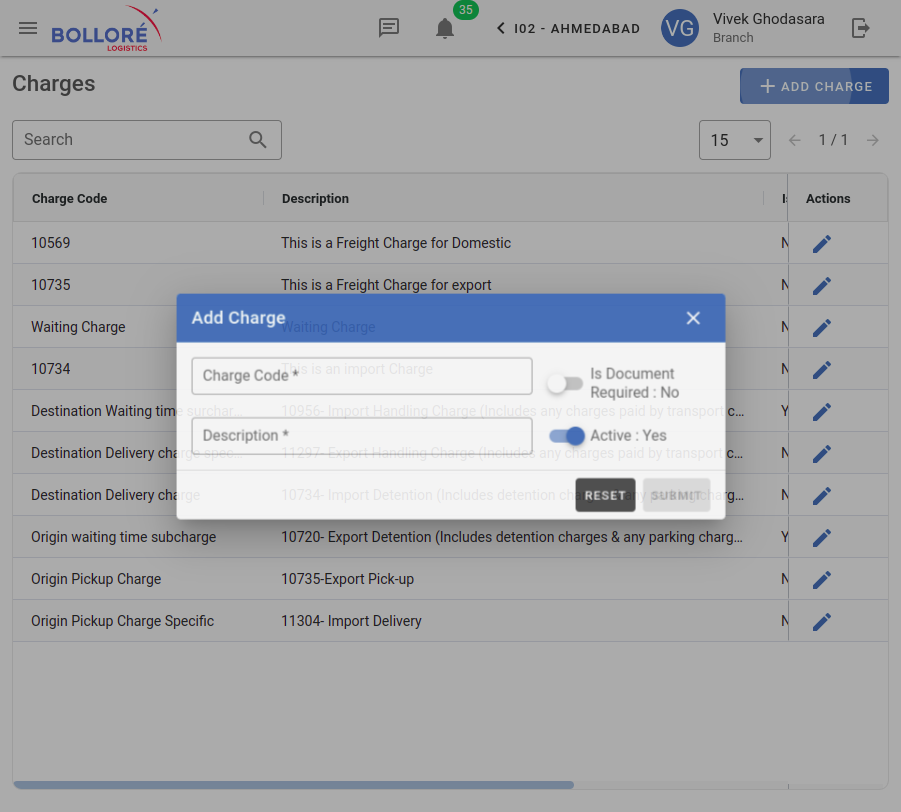 BOLLORÉ
LOGISTICS
35
I02 - AHMEDABAD
VG
Vivek Ghodasara
Branch
Charges
ADD CHARGE
Search
15
1 / 1
Charge Code Description Actions
10569 This is a Freight Charge for Domestic N
10735 This is a Freight Charge for export N
Add Charge
Waiting Charge Waiting Charge N
10734 This is an import Charge N
Charge Code *
Is Document
Required : No
Destination Waiting time surchar... 10956- Import Handling Charge (Includes any charges paid by transport c... Y
Description *
Active : Yes
Destination Delivery charge spec... 11297- Export Handling Charge (Includes any charges paid by transport c... N
Destination Delivery charge 10734- Import Detention (Includes detention charges & any parking charg... N
RESET
SUBMIT
Origin waiting time subcharge 10720- Export Detention (Includes detention charges & any parking charg... Y
Origin Pickup Charge 10735-Export Pick-up N
Origin Pickup Charge Specific 11304- Import Delivery N